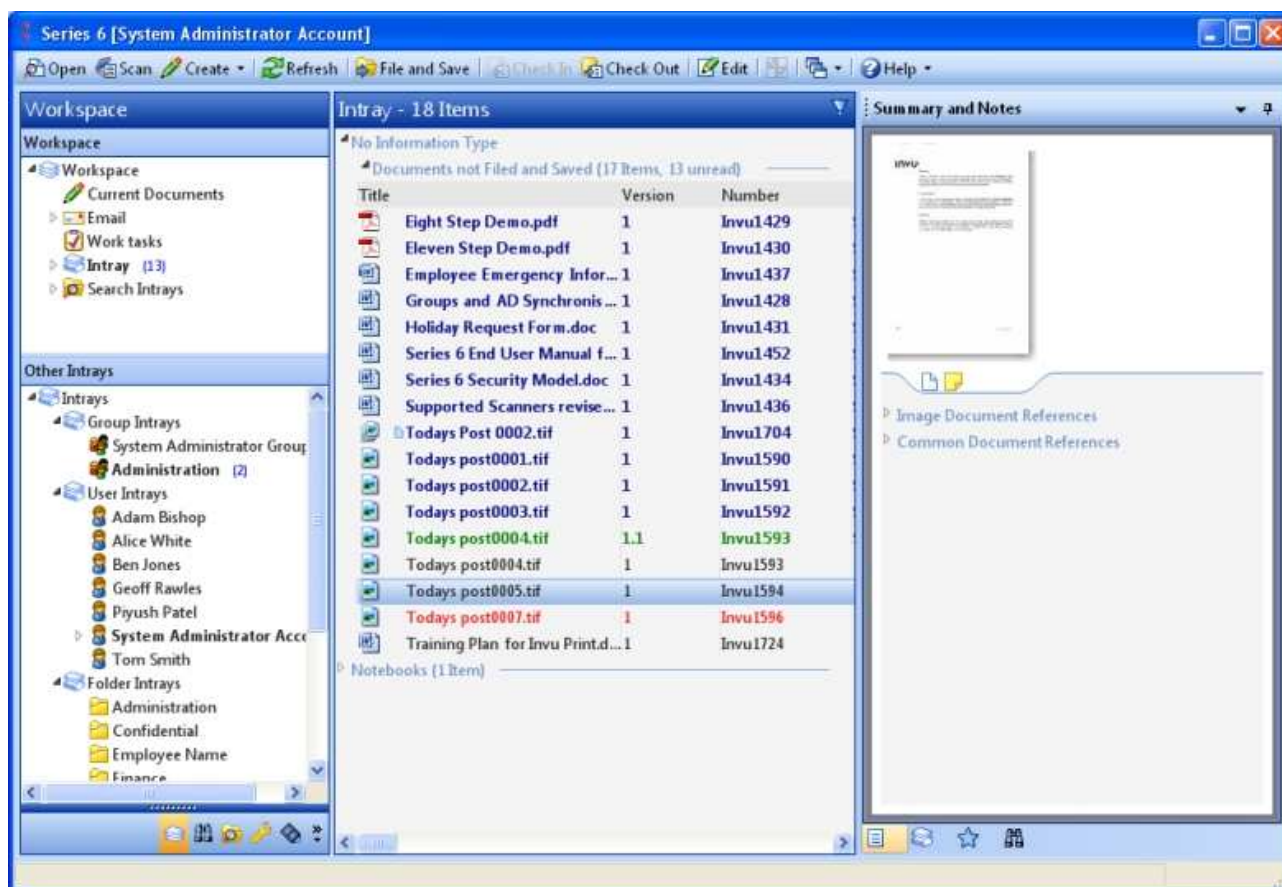 Series 6 [System Administrator Account]
Open Scan Create Refresh File and Save Check In Check Out Edit Help
Workspace
Workspace
Workspace
Current Documents
Email
Work tasks
Intray (13)
Search Intrays
Other Intrays
Intrays
Group Intrays
System Administrator Group
Administration (2)
User Intrays
Adam Bishop
Alice White
Ben Jones
Geoff Rawles
Piyush Patel
System Administrator Acco
Tom Smith
Folder Intrays
Administration
Confidential
Employee Name
Finance
Intray - 18 Items
No Information Type
Documents not Filed and Saved (17 Items, 13 unread)
Title Version Number
Eight Step Demo.pdf 1 Invu1429
Eleven Step Demo.pdf 1 Invu1430
Employee Emergency Infor... 1 Invu1437
Groups and AD Synchronis... 1 Invu1428
Holiday Request Form.doc 1 Invu1431
Series 6 End User Manual f... 1 Invu1452
Series 6 Security Model.doc 1 Invu1434
Supported Scanners revise... 1 Invu1436
Todays Post 0002.tif 1 Invu1704
Todays post0001.tif 1 Invu1590
Todays post0002.tif 1 Invu1591
Todays post0003.tif 1 Invu1592
Todays post0004.tif 1.1 Invu1593
Todays post0004.tif 1 Invu1593
Todays post0005.tif 1 Invu1594
Todays post0007.tif 1 Invu1596
Training Plan for Invu Print.d... 1 Invu1724
Notebooks (1 Item)
Summary and Notes
invu
Image Document References
Common Document References